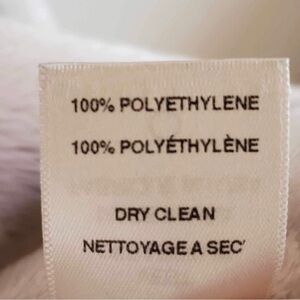 100% POLYETHYLENE
100% POLYÉTHYLÈNE
DRY CLEAN
NETTOYAGE A SEC'